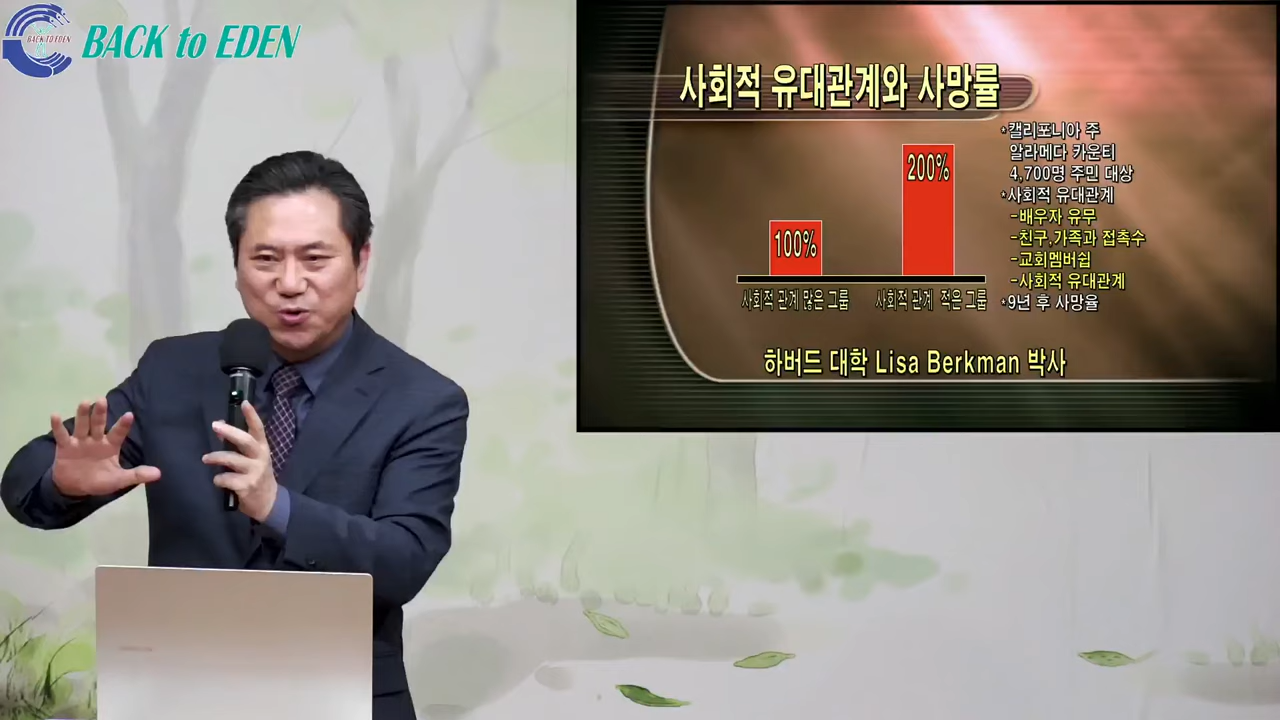 BACK TO EDEN
BACK to EDEN
사회적 유대관계와 사망률
*캘리포니아 주
알라메다 카운티
4,700명 주민 대상
*사회적 유대관계
-배우자 유무
-친구,가족과 접촉수
-교회멤버쉽
-사회적 유대관계
*9년 후 사망율
100%
200%
사회적 관계 많은 그룹
사회적 관계 적은 그룹
하버드 대학 Lisa Berkman 박사